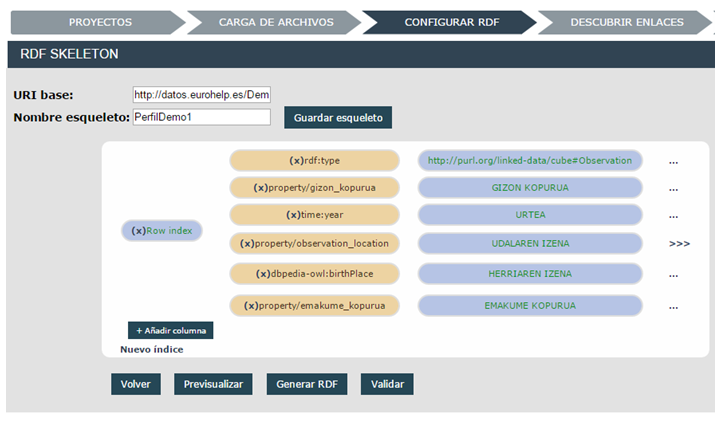 PROYECTOS CARGA DE ARCHIVOS CONFIGURAR RDF DESCUBRIR ENLACES
RDF SKELETON
URI base: http://datos.eurohelp.es/Dem
Nombre esqueleto: PerfilDemo1 Guardar esqueleto
(x)rdf:type http://purl.org/linked-data/cube#Observation ...
(x)property/gizon_kopurua GIZON KOPURUA ...
(x)time:year URTEA ...
(x)Row index
(x)property/observation_location UDALAREN IZENA >>>
(x)dbpedia-owl:birthPlace HERRIAREN IZENA ...
(x)property/emakume_kopurua EMAKUME KOPURUA ...
+ Añadir columna
Nuevo índice
Volver Previsualizar Generar RDF Validar